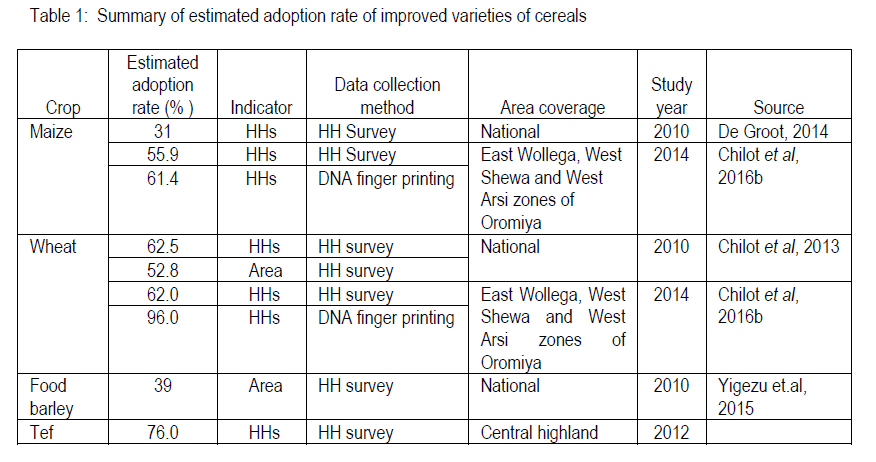 Table 1: Summary of estimated adoption rate of improved varieties of cereals
Crop | Estimated adoption rate (% ) | Indicator | Data collection method | Area coverage | Study year | Source
Maize | 31 | HHs | HH Survey | National | 2010 | De Groot, 2014
55.9 | HHs | HH Survey | East Wollega, West | 2014 | Chilot et al,
61.4 | HHs | DNA finger printing | Shewa and West | 2016b
Arsi zones of
Oromiya
Wheat | 62.5 | HHs | HH survey | National | 2010 | Chilot et al, 2013
52.8 | Area | HH survey
62.0 | HHs | HH survey | East Wollega, West | 2014 | Chilot et al,
96.0 | HHs | DNA finger printing | Shewa and West | 2016b
Arsi zones of
Oromiya
Food | 39 | Area | HH survey | National | 2010 | Yigezu et.al,
barley | 2015
Tef | 76.0 | HHs | HH survey | Central highland | 2012